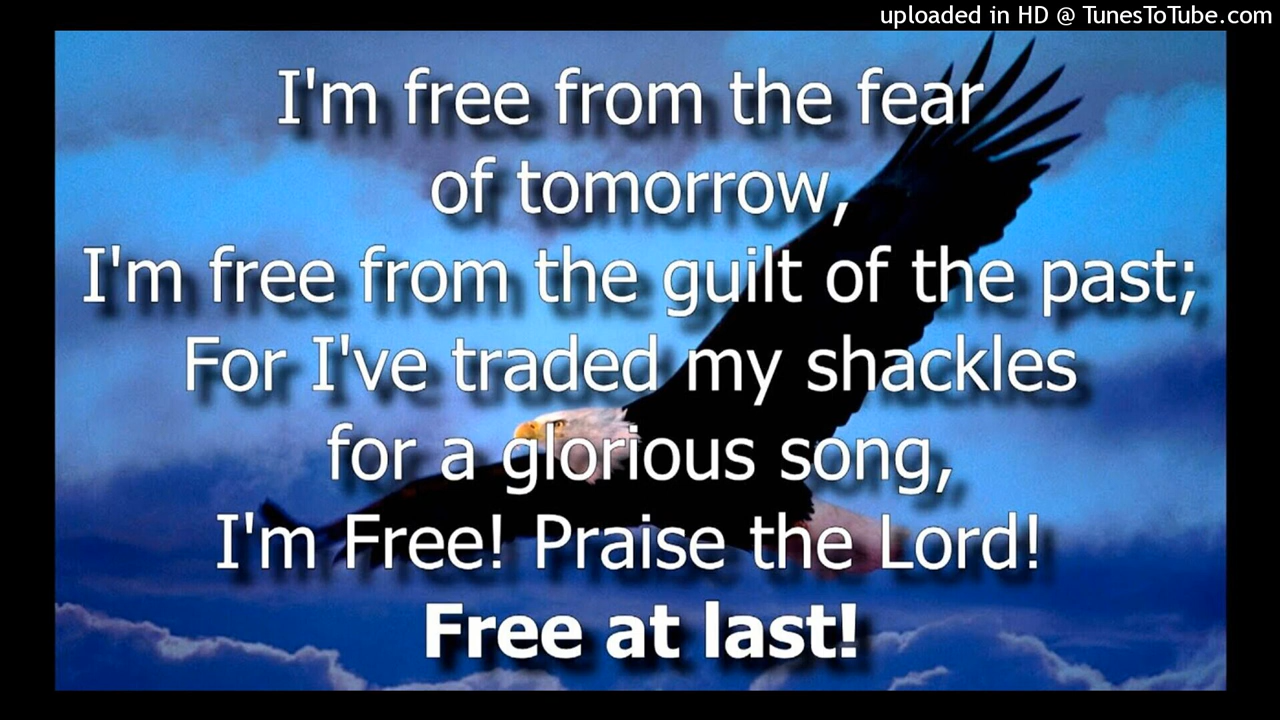 uploaded in HD @ TunesToTube.com
I'm free from the fear
of tomorrow,
I'm free from the guilt of the past;
For I've traded my shackles
for a glorious song,
I'm Free! Praise the Lord!
Free at last!